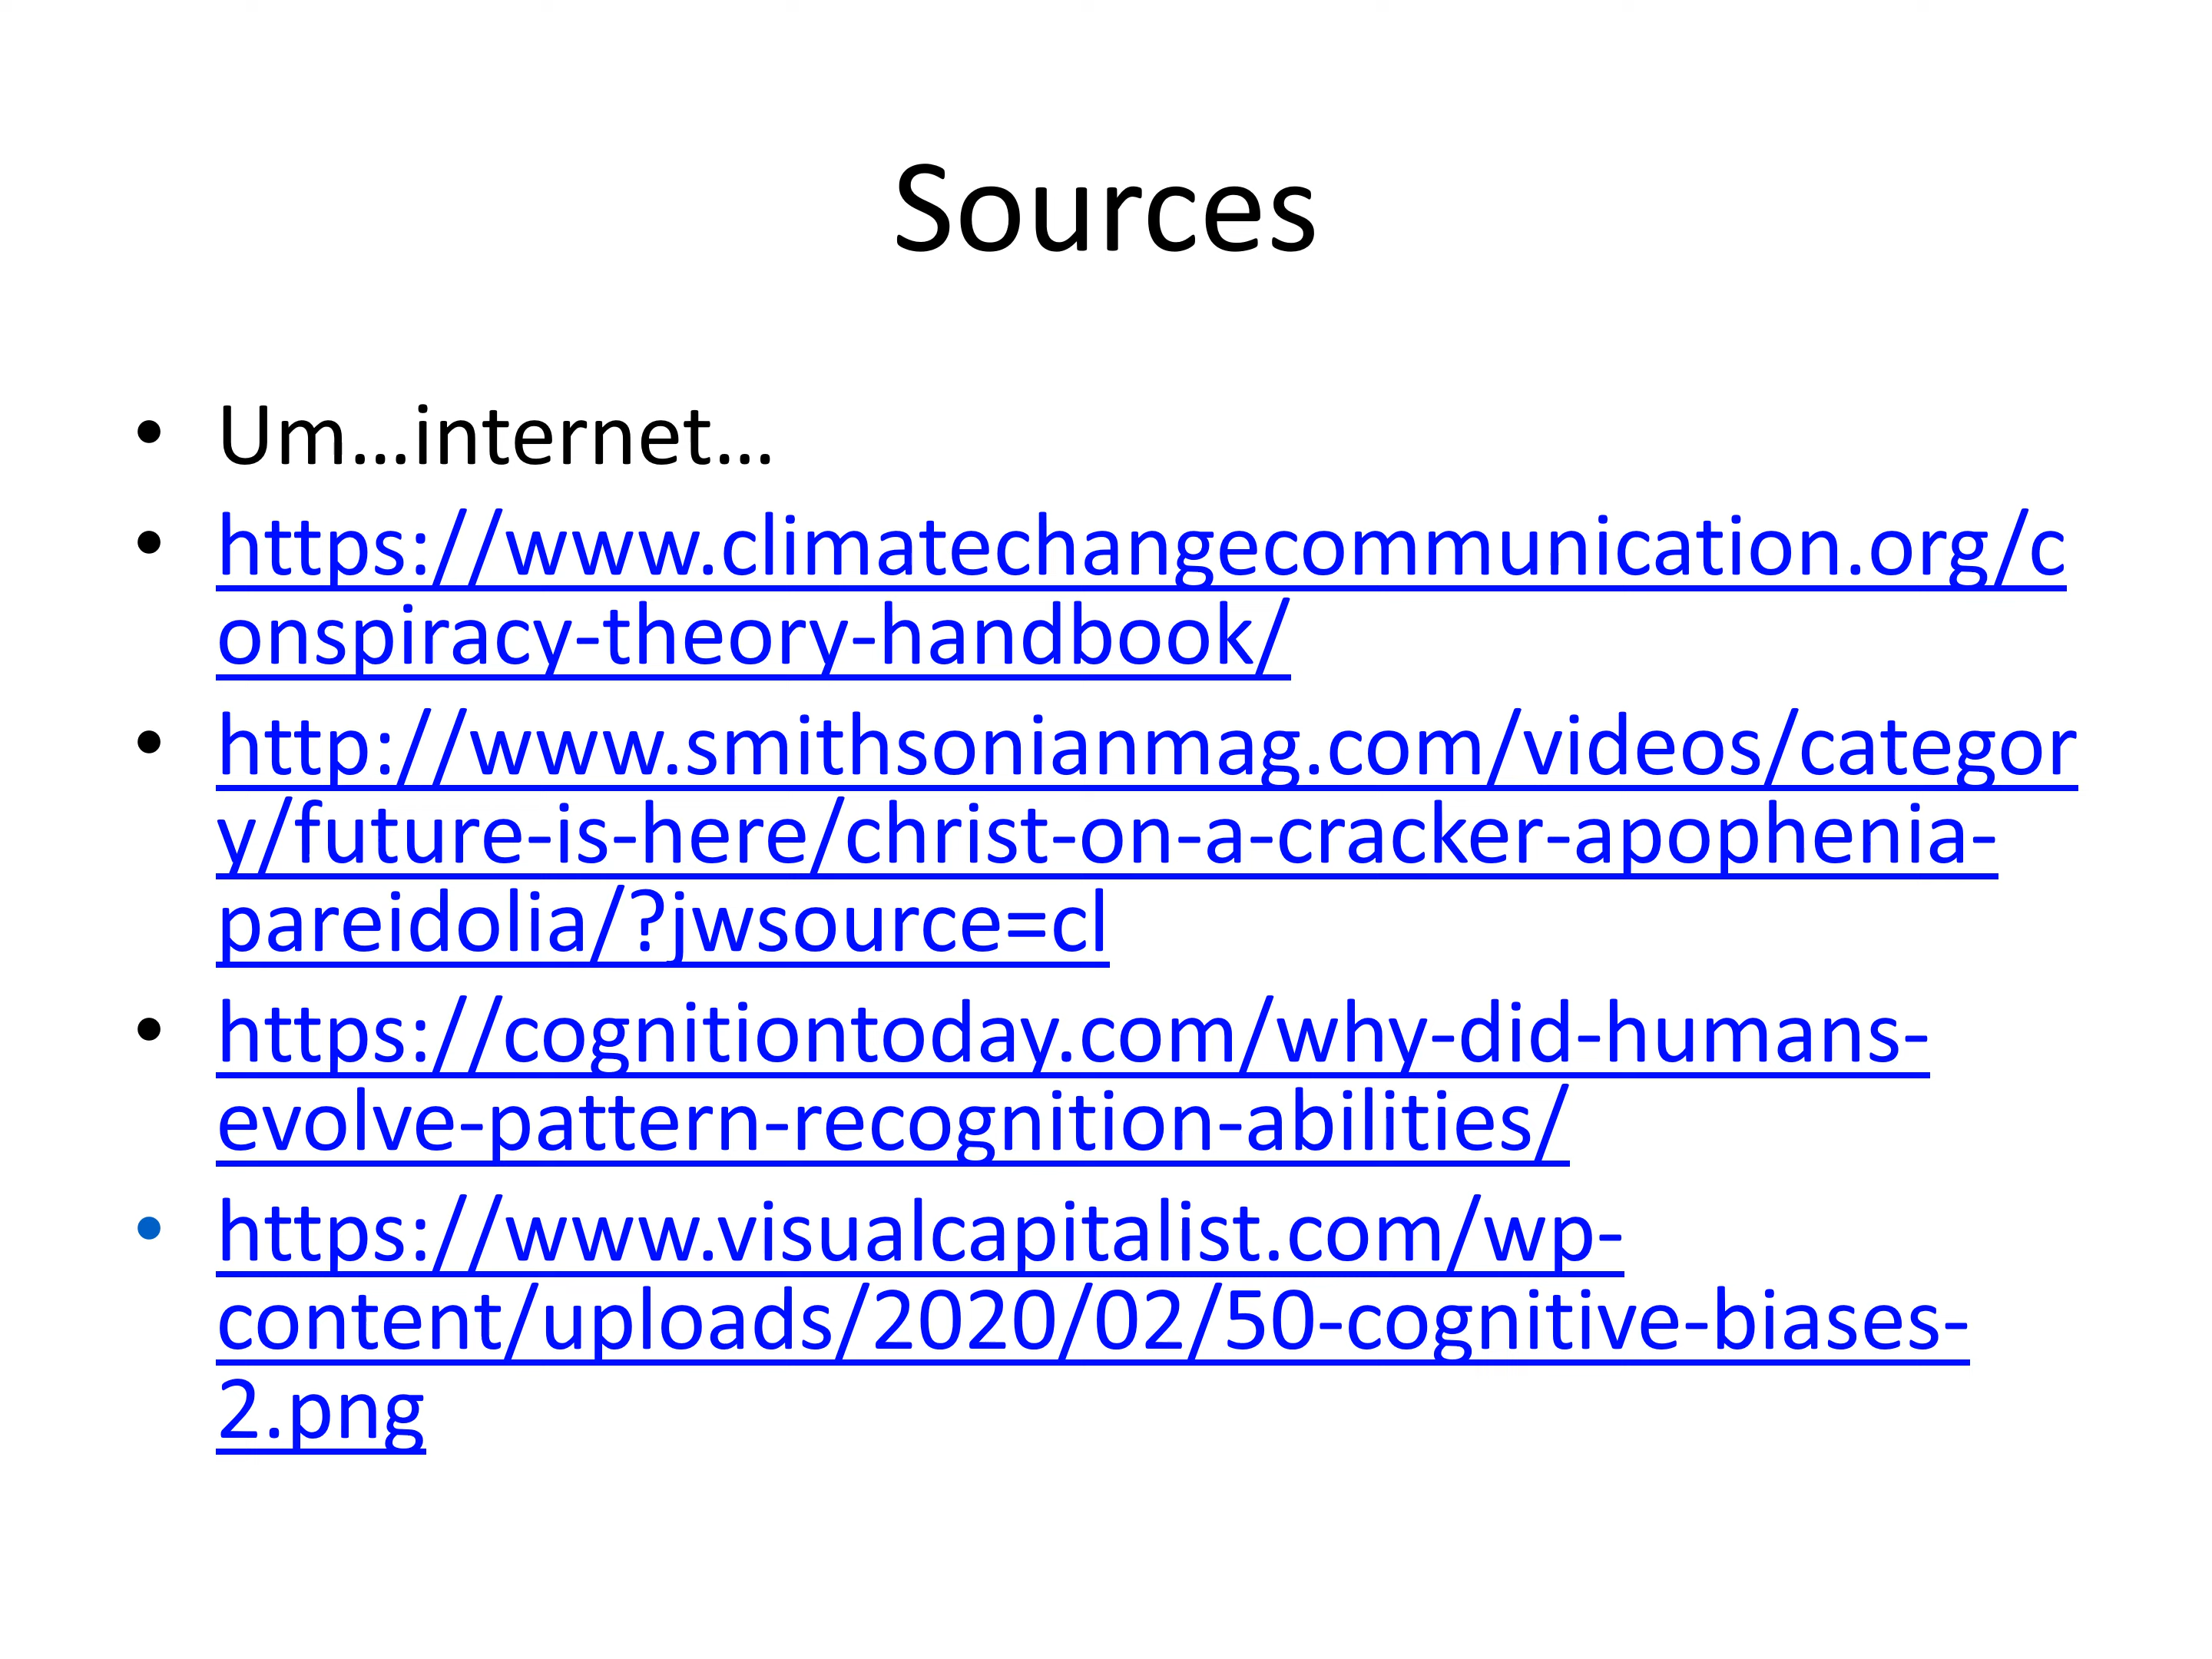 Sources
• Um...internet...
• https://www.climatechangecommunication.org/c
onspiracy-theory-handbook/
• http://www.smithsonianmag.com/videos/categor
y/future-is-here/christ-on-a-cracker-apophenia-
pareidolia/?jwsource=cl
• https://cognitiontoday.com/why-did-humans-
evolve-pattern-recognition-abilities/
• https://www.visualcapitalist.com/wp-
content/uploads/2020/02/50-cognitive-biases-
2.png